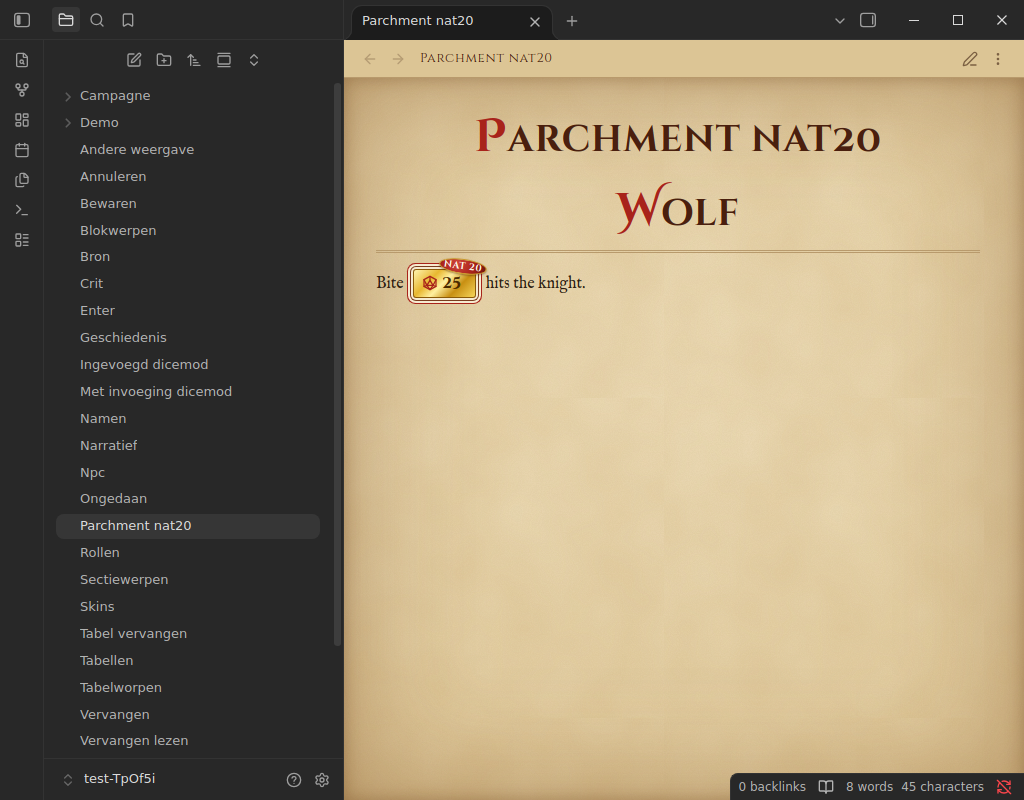 Parchment nat20
Parchment nat20
Campagne
Demo
Andere weergave
Annuleren
Bewaren
Blokwerpen
Bron
Crit
Enter
Geschiedenis
Ingevoegd dicemod
Met invoeging dicemod
Namen
Narratief
Npc
Ongedaan
Parchment nat20
Rollen
Sectiewerpen
Skins
Tabel vervangen
Tabellen
Tabelworpen
Vervangen
Vervangen lezen
test-TpOf5i
Parchment nat20
Wolf
NAT 20
Bite 25 hits the knight.
0 backlinks 8 words 45 characters